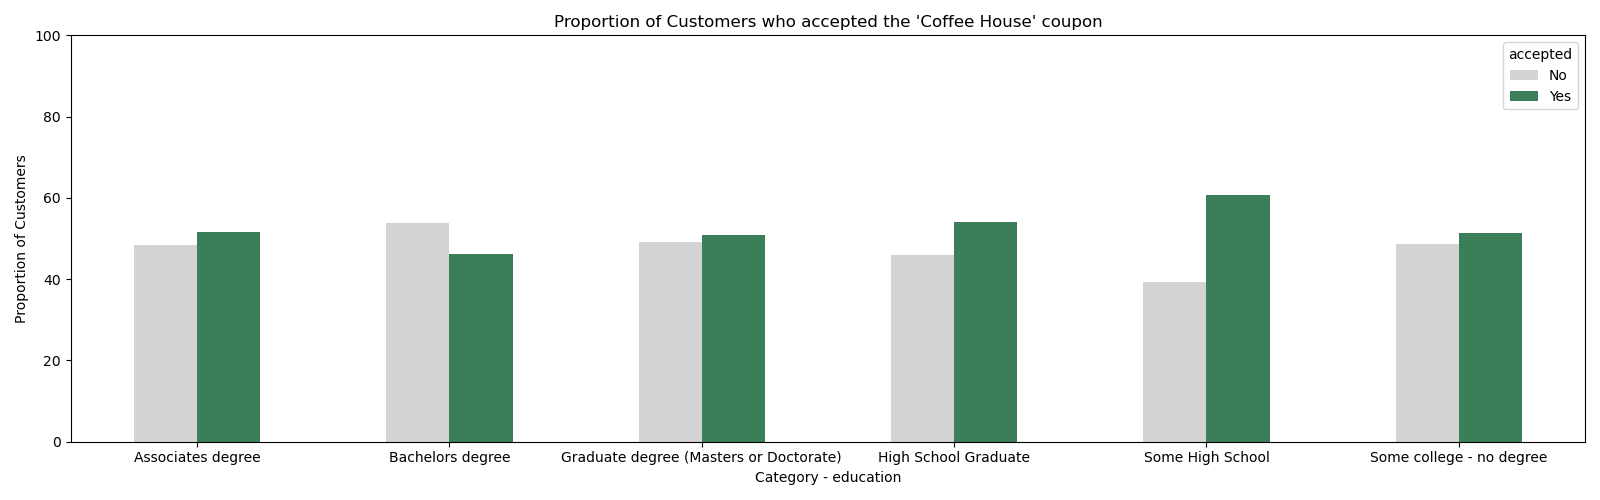 Proportion of Customers who accepted the 'Coffee House' coupon
100
80
60
40
20
0
Proportion of Customers
accepted
No
Yes
Associates degree
Bachelors degree
Graduate degree (Masters or Doctorate)
High School Graduate
Some High School
Some college - no degree
Category - education